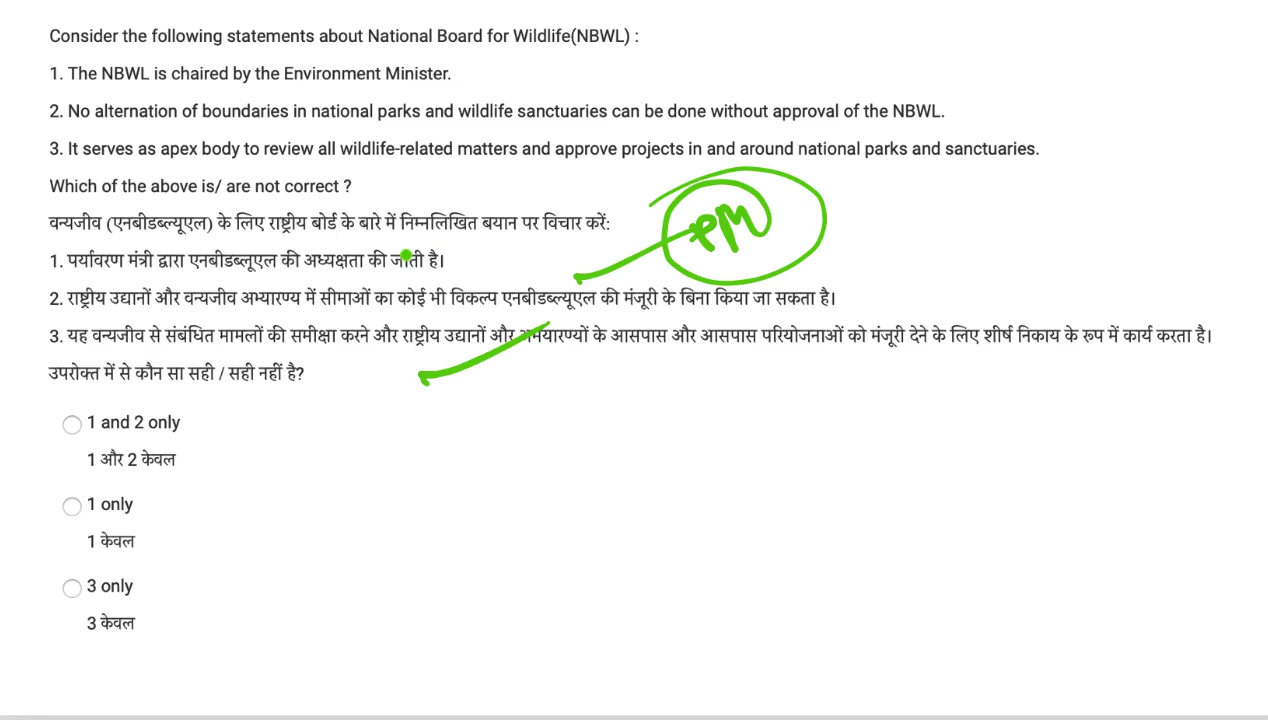 Consider the following statements about National Board for Wildlife(NBWL) :
1. The NBWL is chaired by the Environment Minister.
2. No alternation of boundaries in national parks and wildlife sanctuaries can be done without approval of the NBWL.
3. It serves as apex body to review all wildlife-related matters and approve projects in and around national parks and sanctuaries.
Which of the above is/ are not correct ?
वन्यजीव (एनबीडब्ल्यूएल) के लिए राष्ट्रीय बोर्ड के बारे में निम्नलिखित बयान पर विचार करें:
PM
1. पर्यावरण मंत्री द्वारा एनबीडब्लूएल की अध्यक्षता की जाती है।
2. राष्ट्रीय उद्यानों और वन्यजीव अभ्यारण्य में सीमाओं का कोई भी विकल्प एनबीडब्ल्यूएल की मंजूरी के बिना किया जा सकता है।
3. यह वन्यजीव से संबंधित मामलों की समीक्षा करने और राष्ट्रीय उद्यानों और अभयारण्यों के आसपास और आसपास परियोजनाओं को मंजूरी देने के लिए शीर्ष निकाय के रूप में कार्य करता है।
उपरोक्त में से कौन सा सही / सही नहीं है?
1 and 2 only
1 और 2 केवल
1 only
1 केवल
3 only
3 केवल